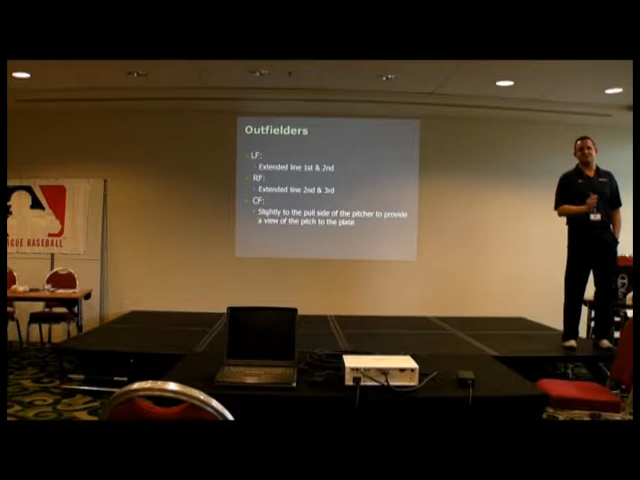 Outfielders
LF:
Extended line 1st & 2nd
RF:
Extended line 2nd & 3rd
CF:
Slightly to the pull side of the pitcher to provide
a view of the pitch to the plate
LEAGUE BASEBALL